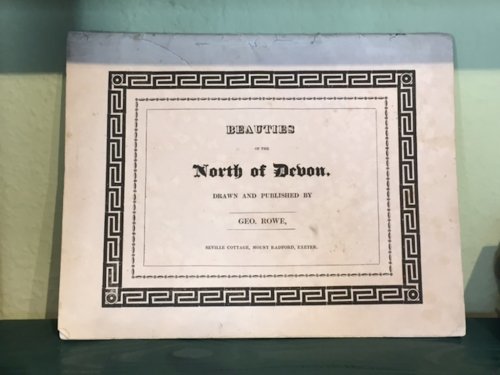 BEAUTIES
OF THE
North of Devon.
DRAWN AND PUBLISHED BY
GEO. ROWE,
SEVILLE COTTAGE, MOUNT RADFORD, EXETER.